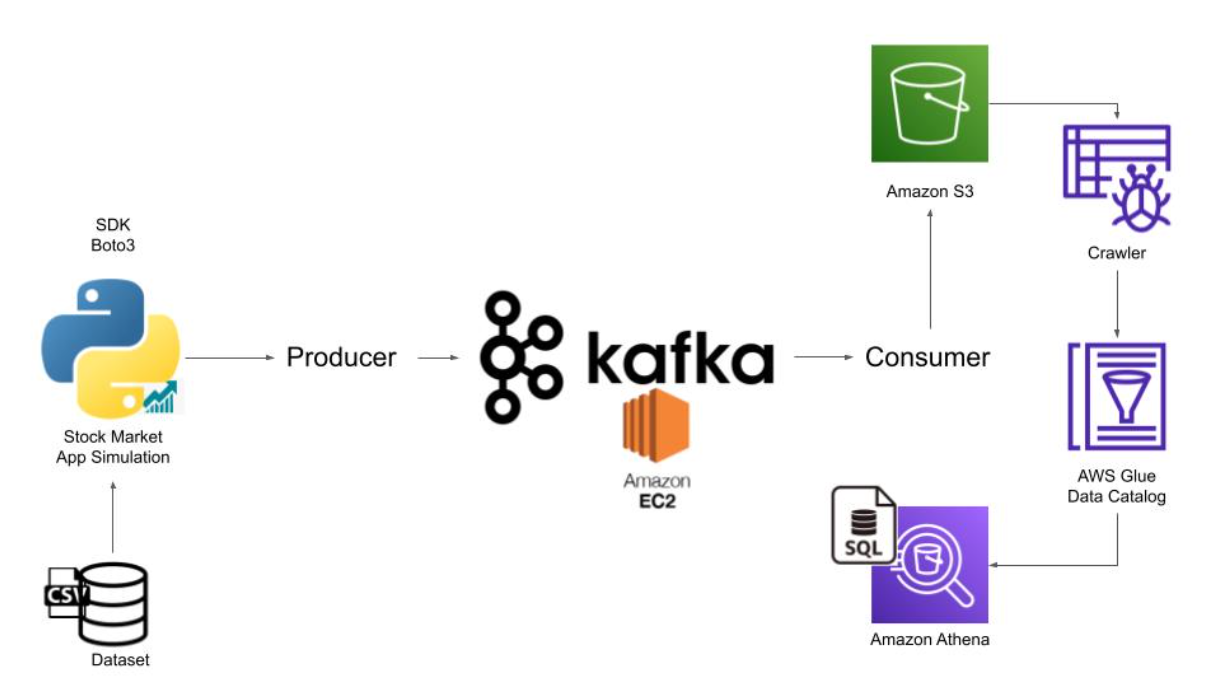 SDK
Boto3
Stock Market
App Simulation
CSV
Dataset
Producer
kafka
Amazon
EC2
Consumer
Amazon S3
Crawler
AWS Glue
Data Catalog
SQL
Amazon Athena